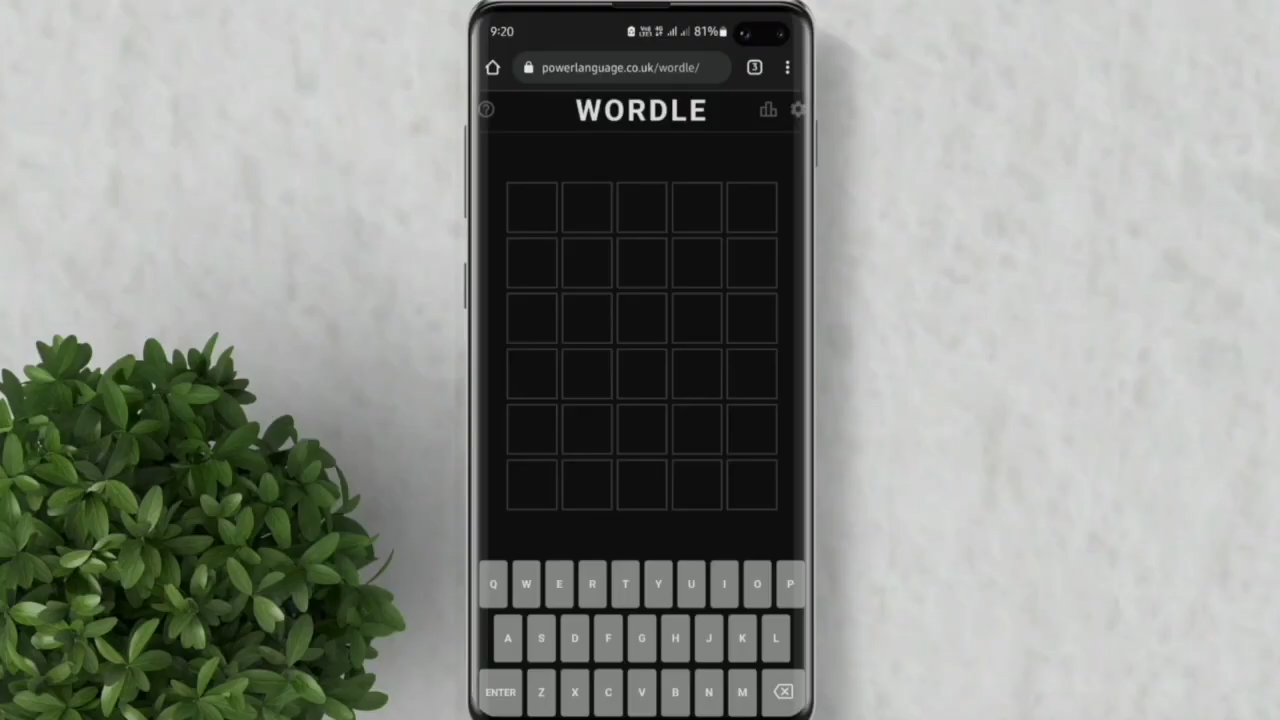 9:20 81%
powerlanguage.co.uk/wordle/ 3
? WORDLE
Q W E R T Y U I O P
A S D F G H J K L
ENTER Z X C V B N M